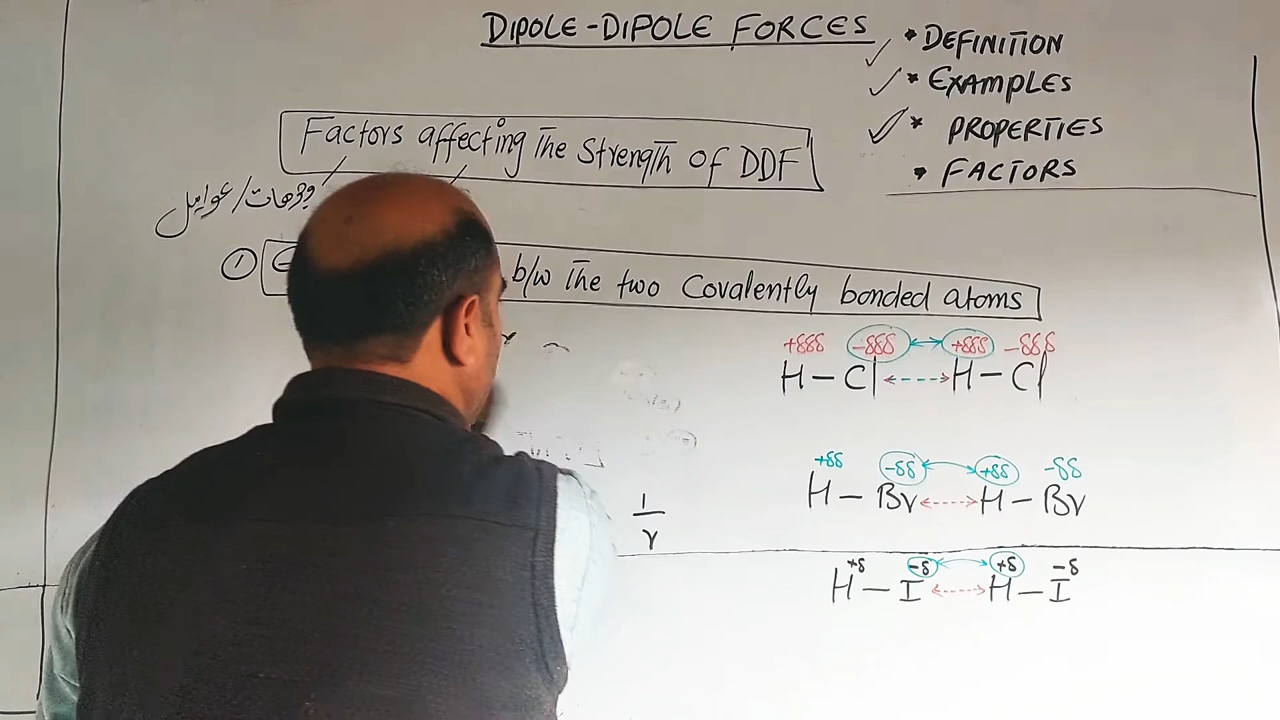 DIPOLE-DIPOLE FORCES
* DEFINITION
* EXAMPLES
* PROPERTIES
* FACTORS
Factors affecting The Strength of DDF
وجوہات/عوامل
① b/w The two Covalently bonded atoms
+δδδ -δδδ +δδδ -δδδ
H - Cl H - Cl
+δδ -δδ +δδ -δδ
H - Br H - Br
1
r
+δ -δ +δ -δ
H - I H - I